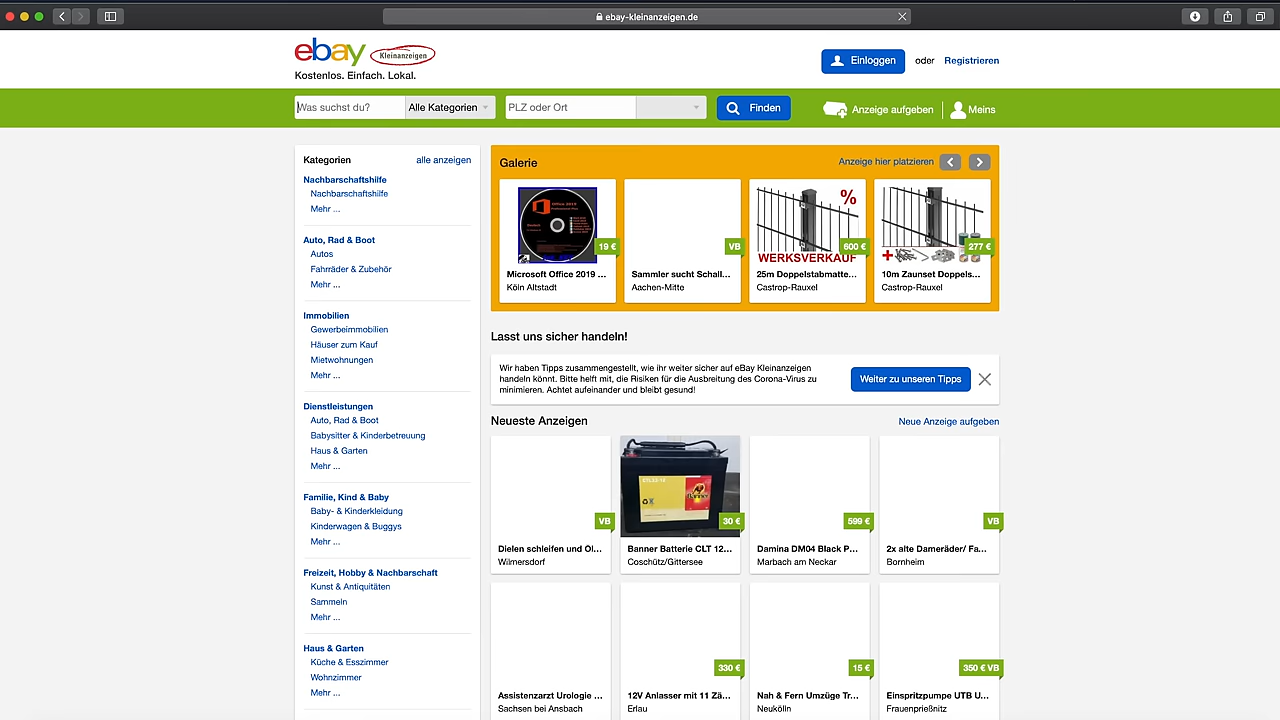 ebay-kleinanzeigen.de
ebay Kleinanzeigen
Kostenlos. Einfach. Lokal.
Einloggen oder Registrieren
Was suchst du? Alle Kategorien PLZ oder Ort Finden Anzeige aufgeben Meins
Kategorien alle anzeigen
Nachbarschaftshilfe
Nachbarschaftshilfe
Mehr ...
Auto, Rad & Boot
Autos
Fahrräder & Zubehör
Mehr ...
Immobilien
Gewerbeimmobilien
Häuser zum Kauf
Mietwohnungen
Mehr ...
Dienstleistungen
Auto, Rad & Boot
Babysitter & Kinderbetreuung
Haus & Garten
Mehr ...
Familie, Kind & Baby
Baby- & Kinderkleidung
Kinderwagen & Buggys
Mehr ...
Freizeit, Hobby & Nachbarschaft
Kunst & Antiquitäten
Sammeln
Mehr ...
Haus & Garten
Küche & Esszimmer
Wohnzimmer
Mehr ...
Galerie Anzeige hier platzieren
Office 2019
19 €
Microsoft Office 2019 ...
Köln Altstadt
VB
Sammler sucht Schall...
Aachen-Mitte
%
600 €
WERKSVERKAUF
25m Doppelstabmatte...
Castrop-Rauxel
277 €
10m Zaunset Doppels...
Castrop-Rauxel
Lasst uns sicher handeln!
Wir haben Tipps zusammengestellt, wie ihr weiter sicher auf eBay Kleinanzeigen
handeln könnt. Bitte helft mit, die Risiken für die Ausbreitung des Corona-Virus zu
minimieren. Achtet aufeinander und bleibt gesund!
Weiter zu unseren Tipps
Neueste Anzeigen Neue Anzeige aufgeben
VB
Dielen schleifen und Öl...
Wilmersdorf
Banner
30 €
Banner Batterie CLT 12...
Coschütz/Gittersee
599 €
Damina DM04 Black P...
Marbach am Neckar
VB
2x alte Dameräder/ Fa...
Bornheim
Assistenzarzt Urologie ...
Sachsen bei Ansbach
330 €
12V Anlasser mit 11 Zä...
Erlau
15 €
Nah & Fern Umzüge Tr...
Neukölln
350 € VB
Einspritzpumpe UTB U...
Frauenprießnitz